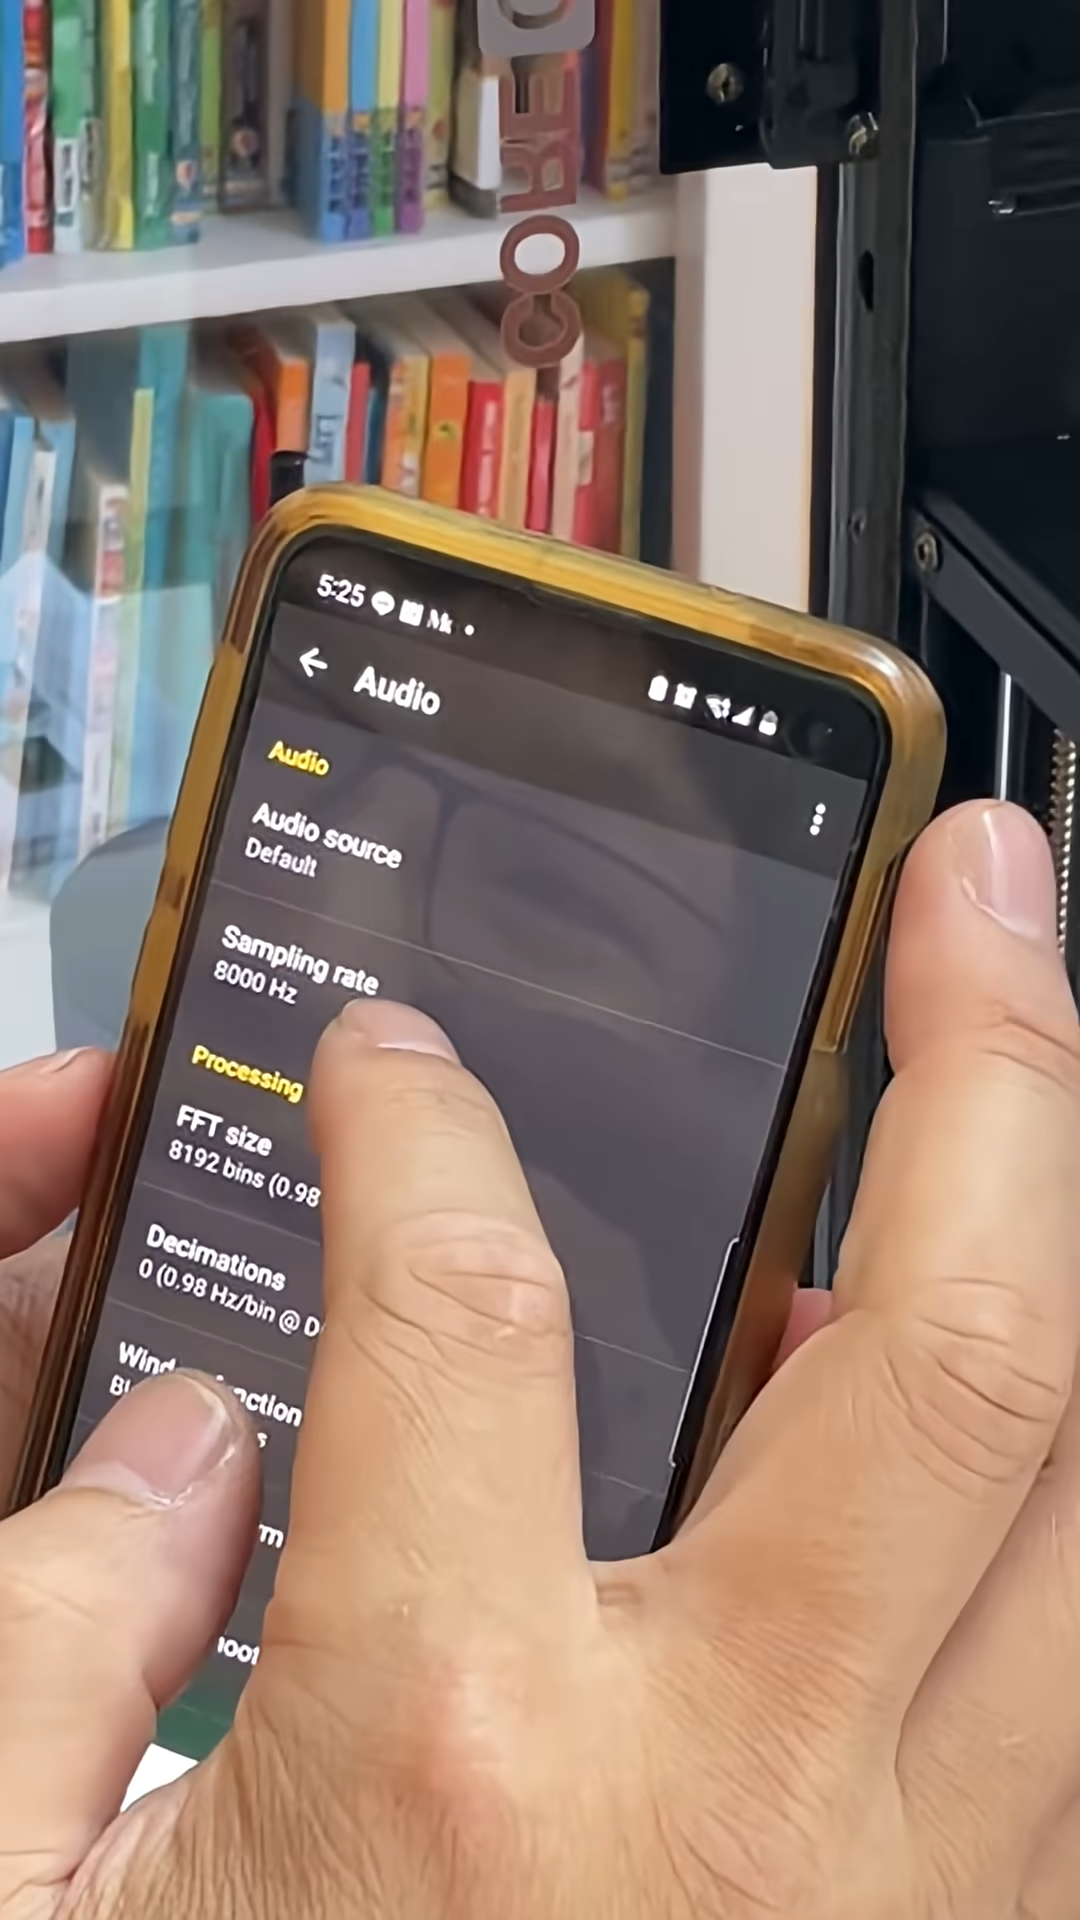 5:25
Audio
Audio
Audio source
Default
Sampling rate
8000 Hz
Processing
FFT size
8192 bins (0.98
Decimations
0 (0.98 Hz/bin @ D